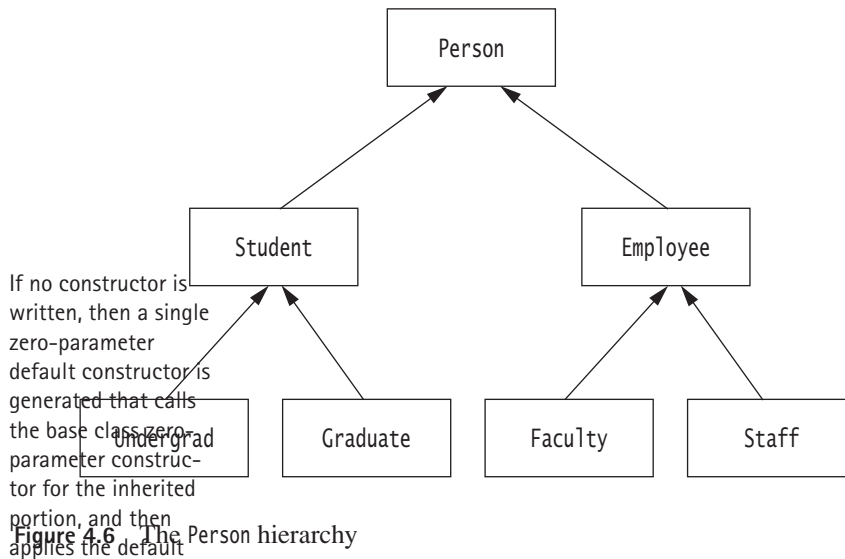 Person
Student
Employee
If no constructor is
written, then a single
zero-parameter
default constructor is
generated that calls
the base class zero-
parameter construc-
tor for the inherited
portion, and then
applies the default
Undergrad
Graduate
Faculty
Staff
Figure 4.6 The Person hierarchy